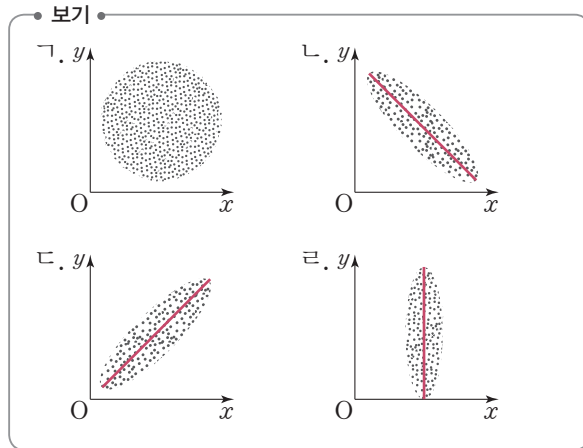 보기
ㄱ. y
O x
ㄴ. y
O x
ㄷ. y
O x
ㄹ. y
O x